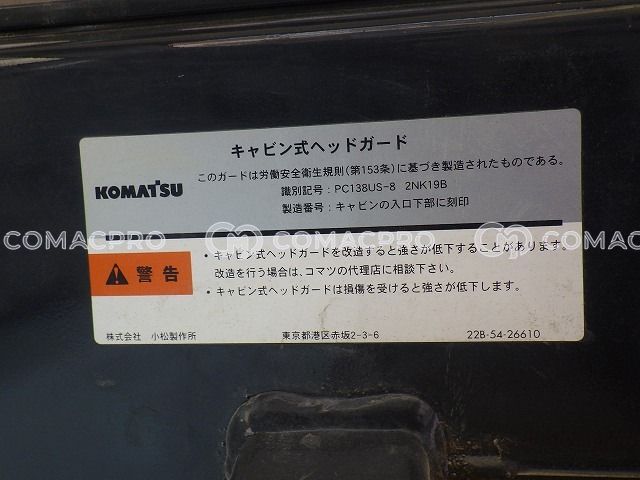 キャビン式ヘッドガード
このガードは労働安全衛生規則(第153条)に基づき製造されたものである。
KOMATSU
識別記号：PC138US-8 2NK19B
製造番号：キャビンの入口下部に刻印
COMACPRO COMACPRO COMACPRO
・キャビン式ヘッドガードを改造すると強さが低下することがあります。
警告
改造を行う場合は、コマツの代理店に相談下さい。
・キャビン式ヘッドガードは損傷を受けると強さが低下します。
株式会社 小松製作所 東京都港区赤坂2-3-6 22B-54-26610